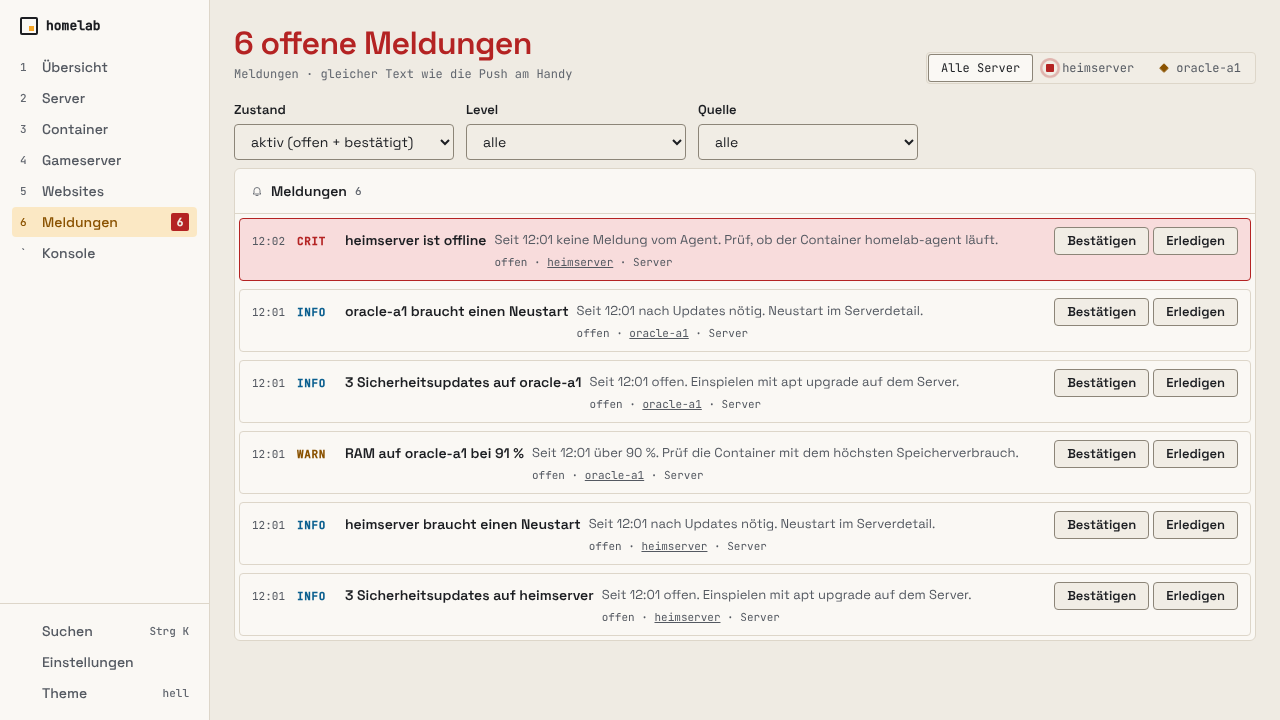 homelab
1 Übersicht
2 Server
3 Container
4 Gameserver
5 Websites
6 Meldungen 6
` Konsole
Suchen Strg K
Einstellungen
Theme hell
6 offene Meldungen
Meldungen · gleicher Text wie die Push am Handy
Alle Server heimserver oracle-a1
Zustand Level Quelle
aktiv (offen + bestätigt) alle alle
Meldungen 6
12:02 CRIT heimserver ist offline Seit 12:01 keine Meldung vom Agent. Prüf, ob der Container homelab-agent läuft. Bestätigen Erledigen
offen · heimserver · Server
12:01 INFO oracle-a1 braucht einen Neustart Seit 12:01 nach Updates nötig. Neustart im Serverdetail. Bestätigen Erledigen
offen · oracle-a1 · Server
12:01 INFO 3 Sicherheitsupdates auf oracle-a1 Seit 12:01 offen. Einspielen mit apt upgrade auf dem Server. Bestätigen Erledigen
offen · oracle-a1 · Server
12:01 WARN RAM auf oracle-a1 bei 91 % Seit 12:01 über 90 %. Prüf die Container mit dem höchsten Speicherverbrauch. Bestätigen Erledigen
offen · oracle-a1 · Server
12:01 INFO heimserver braucht einen Neustart Seit 12:01 nach Updates nötig. Neustart im Serverdetail. Bestätigen Erledigen
offen · heimserver · Server
12:01 INFO 3 Sicherheitsupdates auf heimserver Seit 12:01 offen. Einspielen mit apt upgrade auf dem Server. Bestätigen Erledigen
offen · heimserver · Server